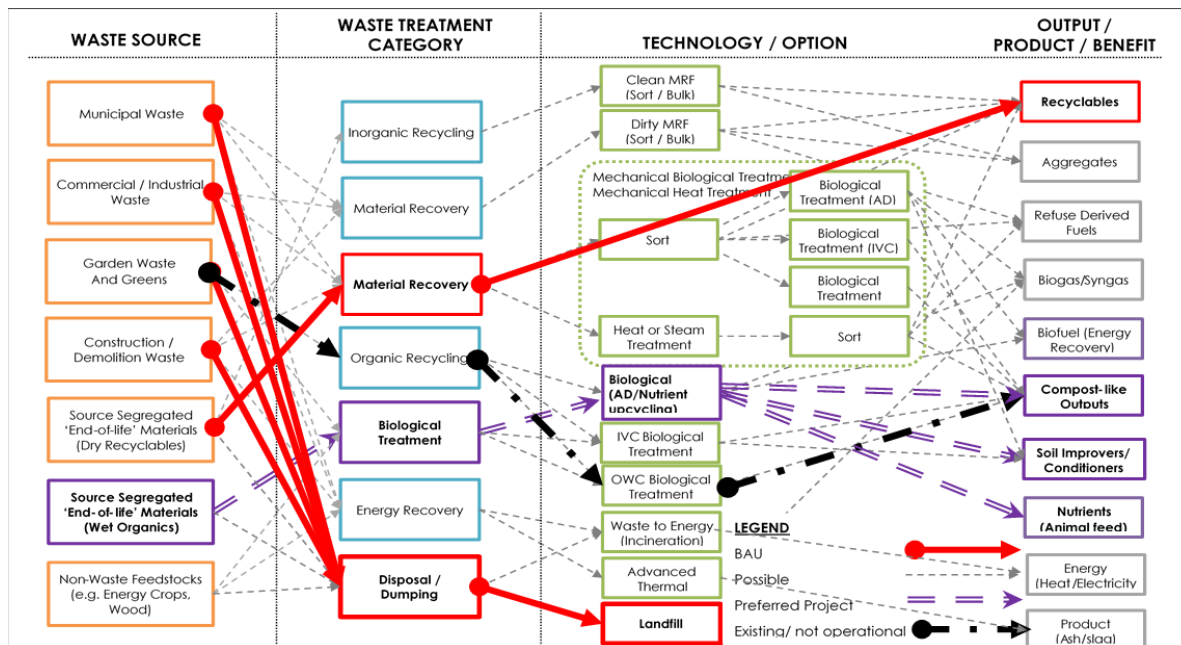 WASTE SOURCE
WASTE TREATMENT
CATEGORY
TECHNOLOGY / OPTION
OUTPUT /
PRODUCT / BENEFIT
Municipal Waste
Commercial / Industrial
Waste
Garden Waste
And Greens
Construction /
Demolition Waste
Source Segregated
'End-of-life' Materials
(Dry Recyclables)
Source Segregated
'End-of-life' Materials
(Wet Organics)
Non-Waste Feedstocks
(e.g. Energy Crops,
Wood)
Inorganic Recycling
Material Recovery
Material Recovery
Organic Recycling
Biological
Treatment
Energy Recovery
Disposal /
Dumping
Clean MRF
(Sort / Bulk)
Dirty MRF
(Sort / Bulk)
Mechanical Biological Treatme
Mechanical Heat Treatment
Sort
Biological
Treatment (AD)
Biological
Treatment (IVC)
Biological
Treatment
Heat or Steam
Treatment
Sort
Biological
(AD/Nutrient
upcycling)
IVC Biological
Treatment
OWC Biological
Treatment
Waste to Energy
(Incineration)
Advanced
Thermal
Landfill
LEGEND
BAU
Possible
Preferred Project
Existing/ not operational
Recyclables
Aggregates
Refuse Derived
Fuels
Biogas/Syngas
Biofuel (Energy
Recovery)
Compost-like
Outputs
Soil Improvers/
Conditioners
Nutrients
(Animal feed)
Energy
(Heat/Electricity
Product
(Ash/slag)